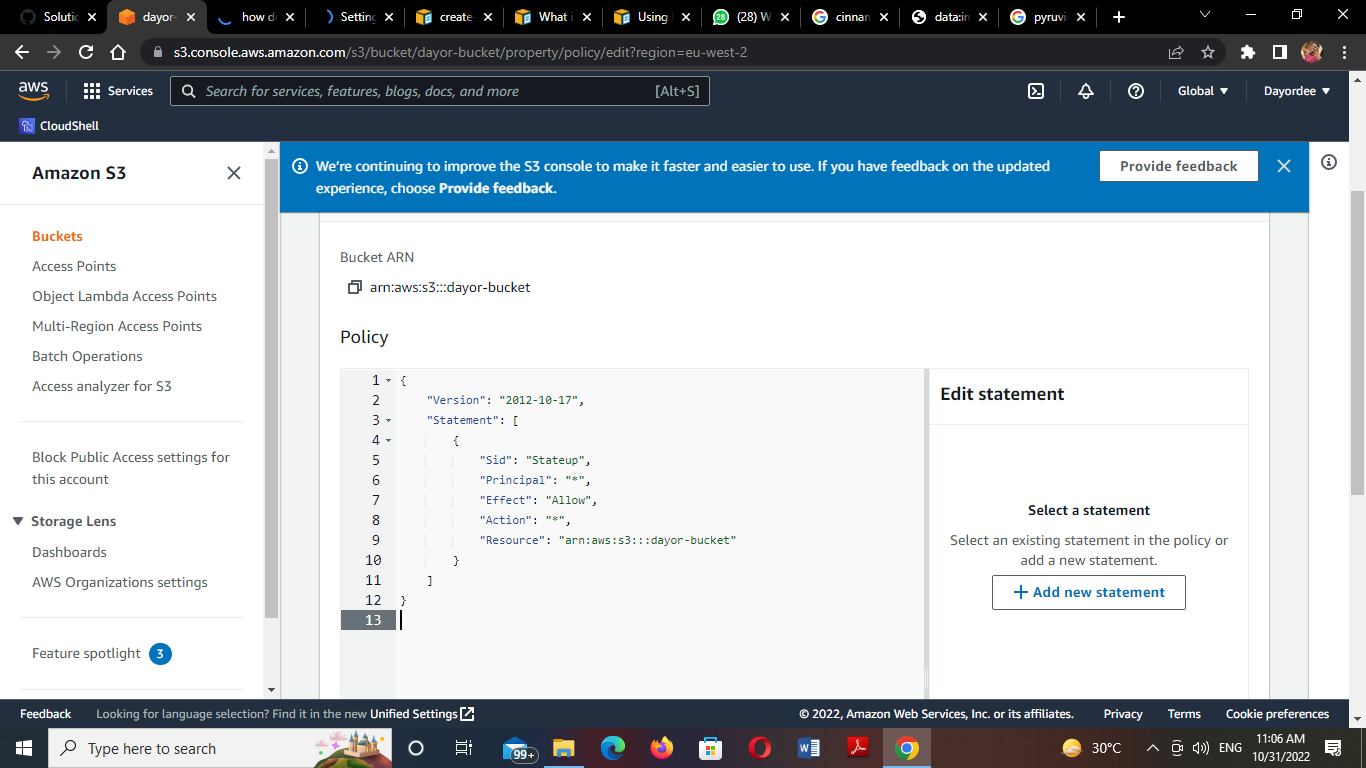 Solutic
dayor-
how do
Setting
create
What i
Using
(28) W
cinnan
data:in
pyruvi
s3.console.aws.amazon.com/s3/bucket/dayor-bucket/property/policy/edit?region=eu-west-2
aws
Services
Search for services, features, blogs, docs, and more
[Alt+S]
Global
Dayordee
CloudShell
Amazon S3
We're continuing to improve the S3 console to make it faster and easier to use. If you have feedback on the updated
experience, choose Provide feedback.
Provide feedback
Buckets
Access Points
Object Lambda Access Points
Multi-Region Access Points
Batch Operations
Access analyzer for S3
Block Public Access settings for
this account
Storage Lens
Dashboards
AWS Organizations settings
Feature spotlight 3
Bucket ARN
arn:aws:s3:::dayor-bucket
Policy
1 {
2 "Version": "2012-10-17",
3 "Statement": [
4 {
5 "Sid": "Stateup",
6 "Principal": "*",
7 "Effect": "Allow",
8 "Action": "*",
9 "Resource": "arn:aws:s3:::dayor-bucket"
10 }
11 ]
12 }
13
Edit statement
Select a statement
Select an existing statement in the policy or
add a new statement.
+ Add new statement
Feedback
Looking for language selection? Find it in the new Unified Settings
© 2022, Amazon Web Services, Inc. or its affiliates.
Privacy
Terms
Cookie preferences
Type here to search
99+
30°C
ENG
11:06 AM
10/31/2022